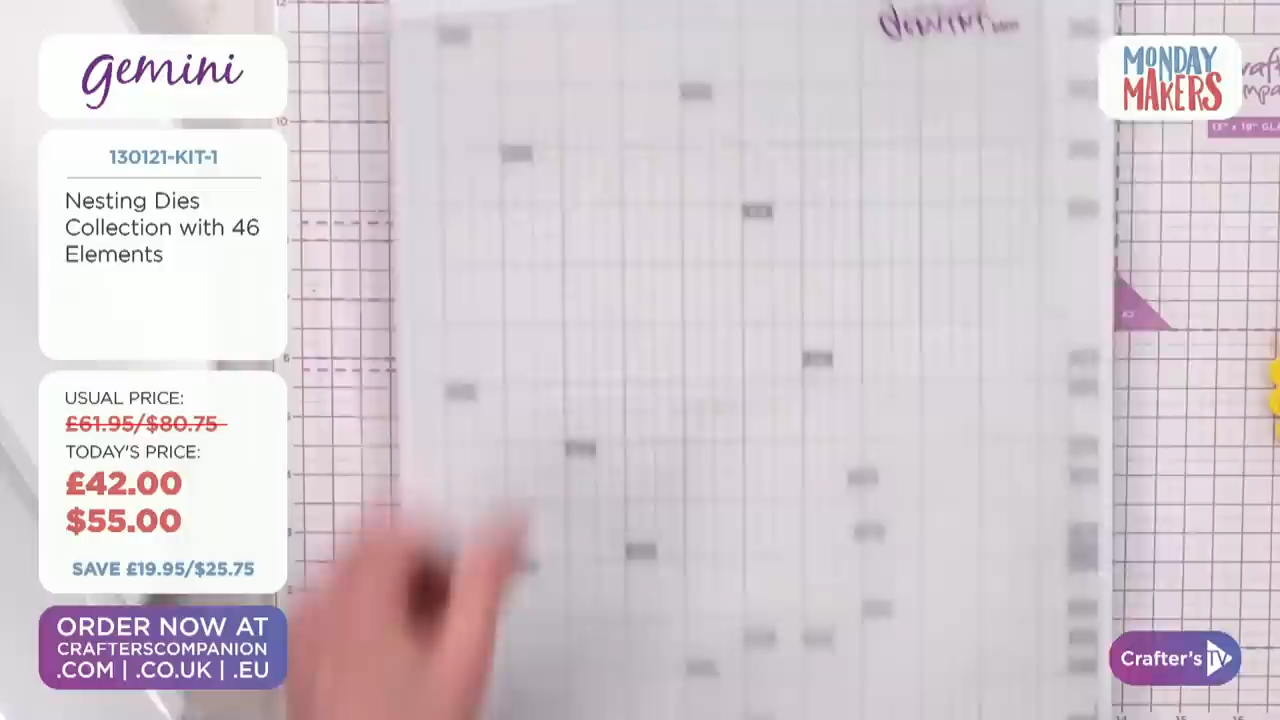 gemini
130121-KIT-1
Nesting Dies
Collection with 46
Elements
USUAL PRICE:
£61.95/$80.75
TODAY'S PRICE:
£42.00
$55.00
SAVE £19.95/$25.75
ORDER NOW AT
CRAFTERSCOMPANION
.COM | .CO.UK | .EU
MONDAY
MAKERS
Crafter's TV
12
10